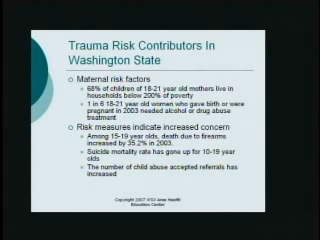 Trauma Risk Contributors In
Washington State
Maternal risk factors
68% of children of 18-21 year old mothers live in
households below 200% of poverty
1 in 6 18-21 year old women who gave birth or were
pregnant in 2003 needed alcohol or drug abuse
treatment
Risk measures indicate increased concern
Among 15-19 year olds, death due to firearms
increased by 35.2% in 2003.
Suicide mortality rate has gone up for 10-19 year
olds
The number of child abuse accepted referrals has
increased
Copyright 2007 Area Health
Education Center